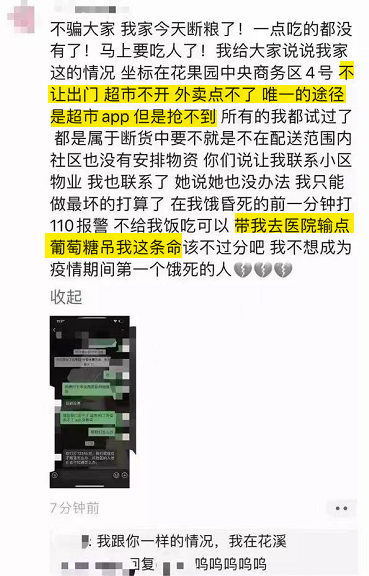 不骗大家 我家今天断粮了！一点吃的都没
有了！马上要吃人了！我给大家说说我家
这的情况 坐标在花果园中央商务区4号 不
让出门 超市不开 外卖点不了 唯一的途径
是超市app 但是抢不到 所有的我都试过了
都是属于断货中要不就是不在配送范围内
社区也没有安排物资 你们说让我联系小区
物业 我也联系了 她说她也没办法 我只能
做最坏的打算了 在我饿昏死的前一分钟打
110报警 不给我饭吃可以 带我去医院输点
葡萄糖吊我这条命该不过分吧 我不想成为
疫情期间第一个饿死的人💔💔💔
收起
7分钟前
: 我跟你一样的情况，我在花溪
回复
: 呜呜呜呜呜